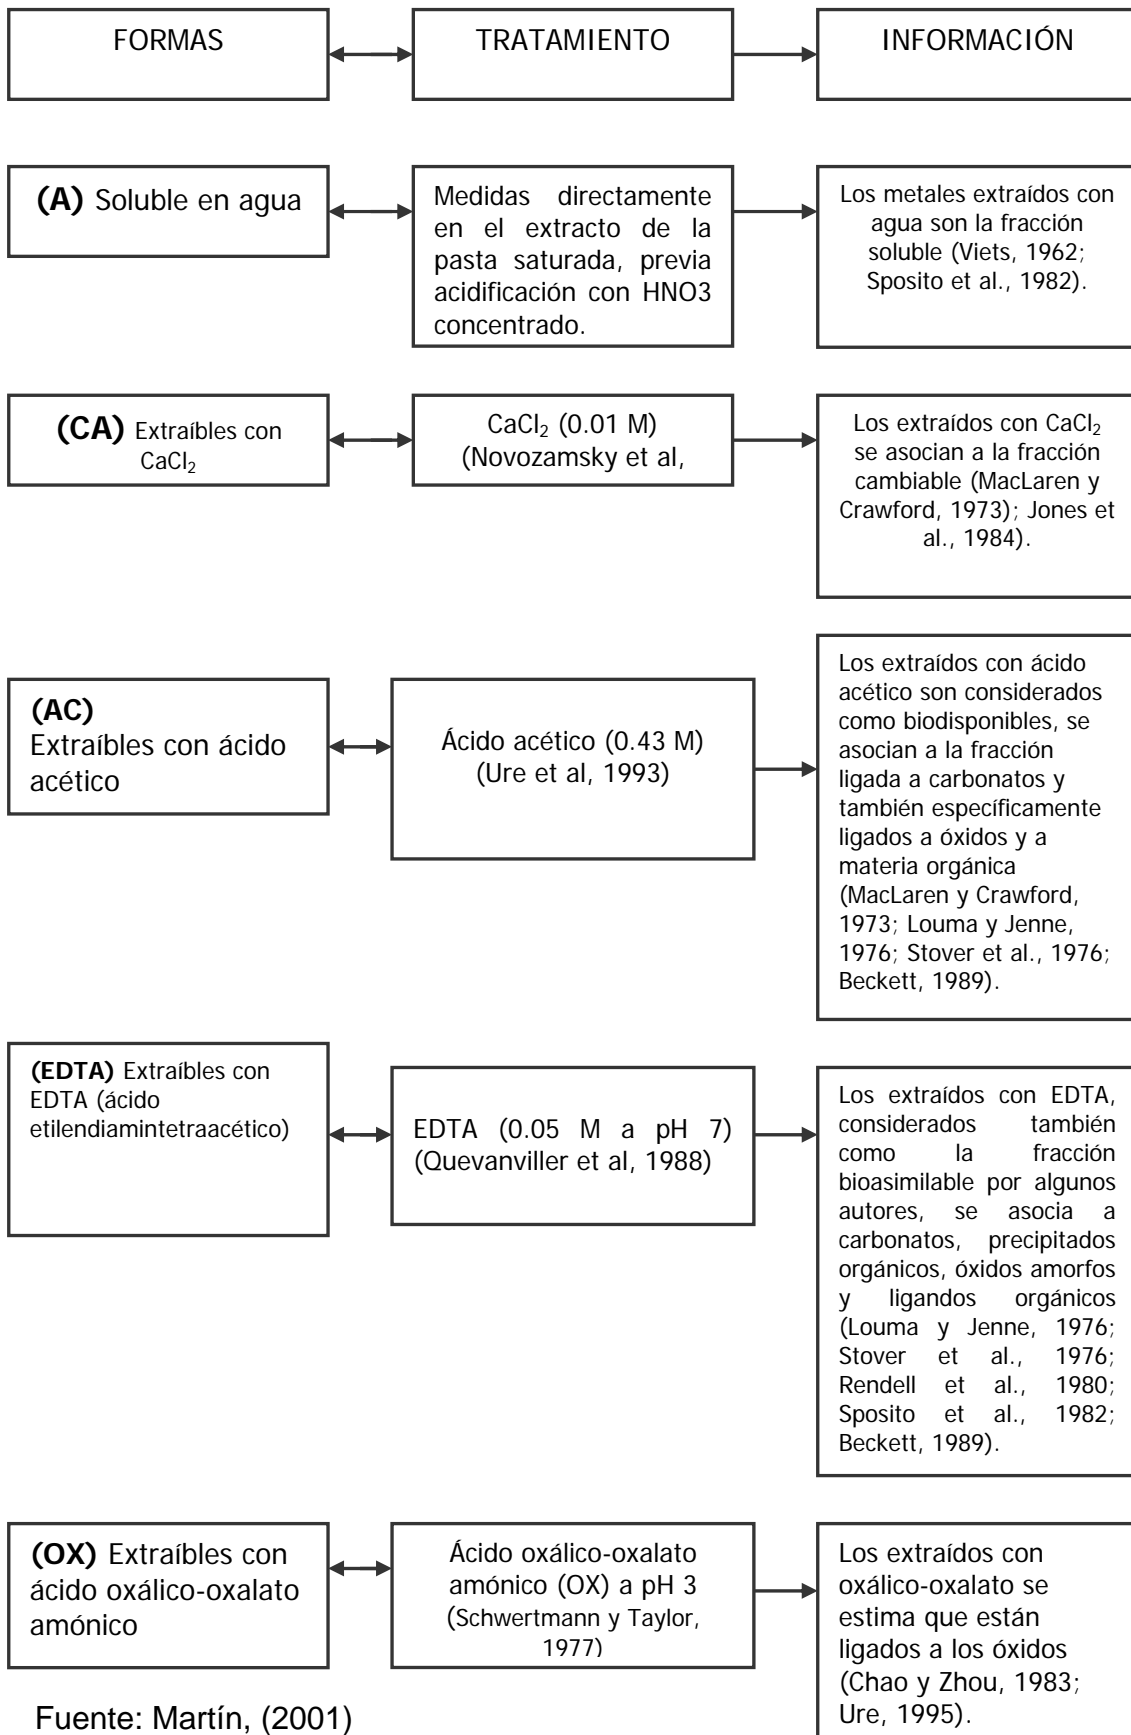 FORMAS
TRATAMIENTO
INFORMACIÓN
(A) Soluble en agua
Medidas directamente
en el extracto de la
pasta saturada, previa
acidificación con HNO3
concentrado.
Los metales extraídos con
agua son la fracción
soluble (Viets, 1962;
Sposito et al., 1982).
(CA) Extraíbles con
CaCl₂
CaCl₂ (0.01 M)
(Novozamsky et al,
Los extraídos con CaCl₂
se asocian a la fracción
cambiable (MacLaren y
Crawford, 1973); Jones et
al., 1984).
(AC)
Extraíbles con ácido
acético
Ácido acético (0.43 M)
(Ure et al, 1993)
Los extraídos con ácido
acético son considerados
como biodisponibles, se
asocian a la fracción
ligada a carbonatos y
también específicamente
ligados a óxidos y a
materia orgánica
(MacLaren y Crawford,
1973; Louma y Jenne,
1976; Stover et al., 1976;
Beckett, 1989).
(EDTA) Extraíbles con
EDTA (ácido
etilendiamintetraacético)
EDTA (0.05 M a pH 7)
(Quevanviller et al, 1988)
Los extraídos con EDTA,
considerados también
como la fracción
bioasimilable por algunos
autores, se asocia a
carbonatos, precipitados
orgánicos, óxidos amorfos
y ligandos orgánicos
(Louma y Jenne, 1976;
Stover et al., 1976;
Rendell et al., 1980;
Sposito et al., 1982;
Beckett, 1989).
(OX) Extraíbles con
ácido oxálico-oxalato
amónico
Ácido oxálico-oxalato
amónico (OX) a pH 3
(Schwertmann y Taylor,
1977)
Los extraídos con
oxálico-oxalato se
estima que están
ligados a los óxidos
(Chao y Zhou, 1983;
Ure, 1995).
Fuente: Martín, (2001)